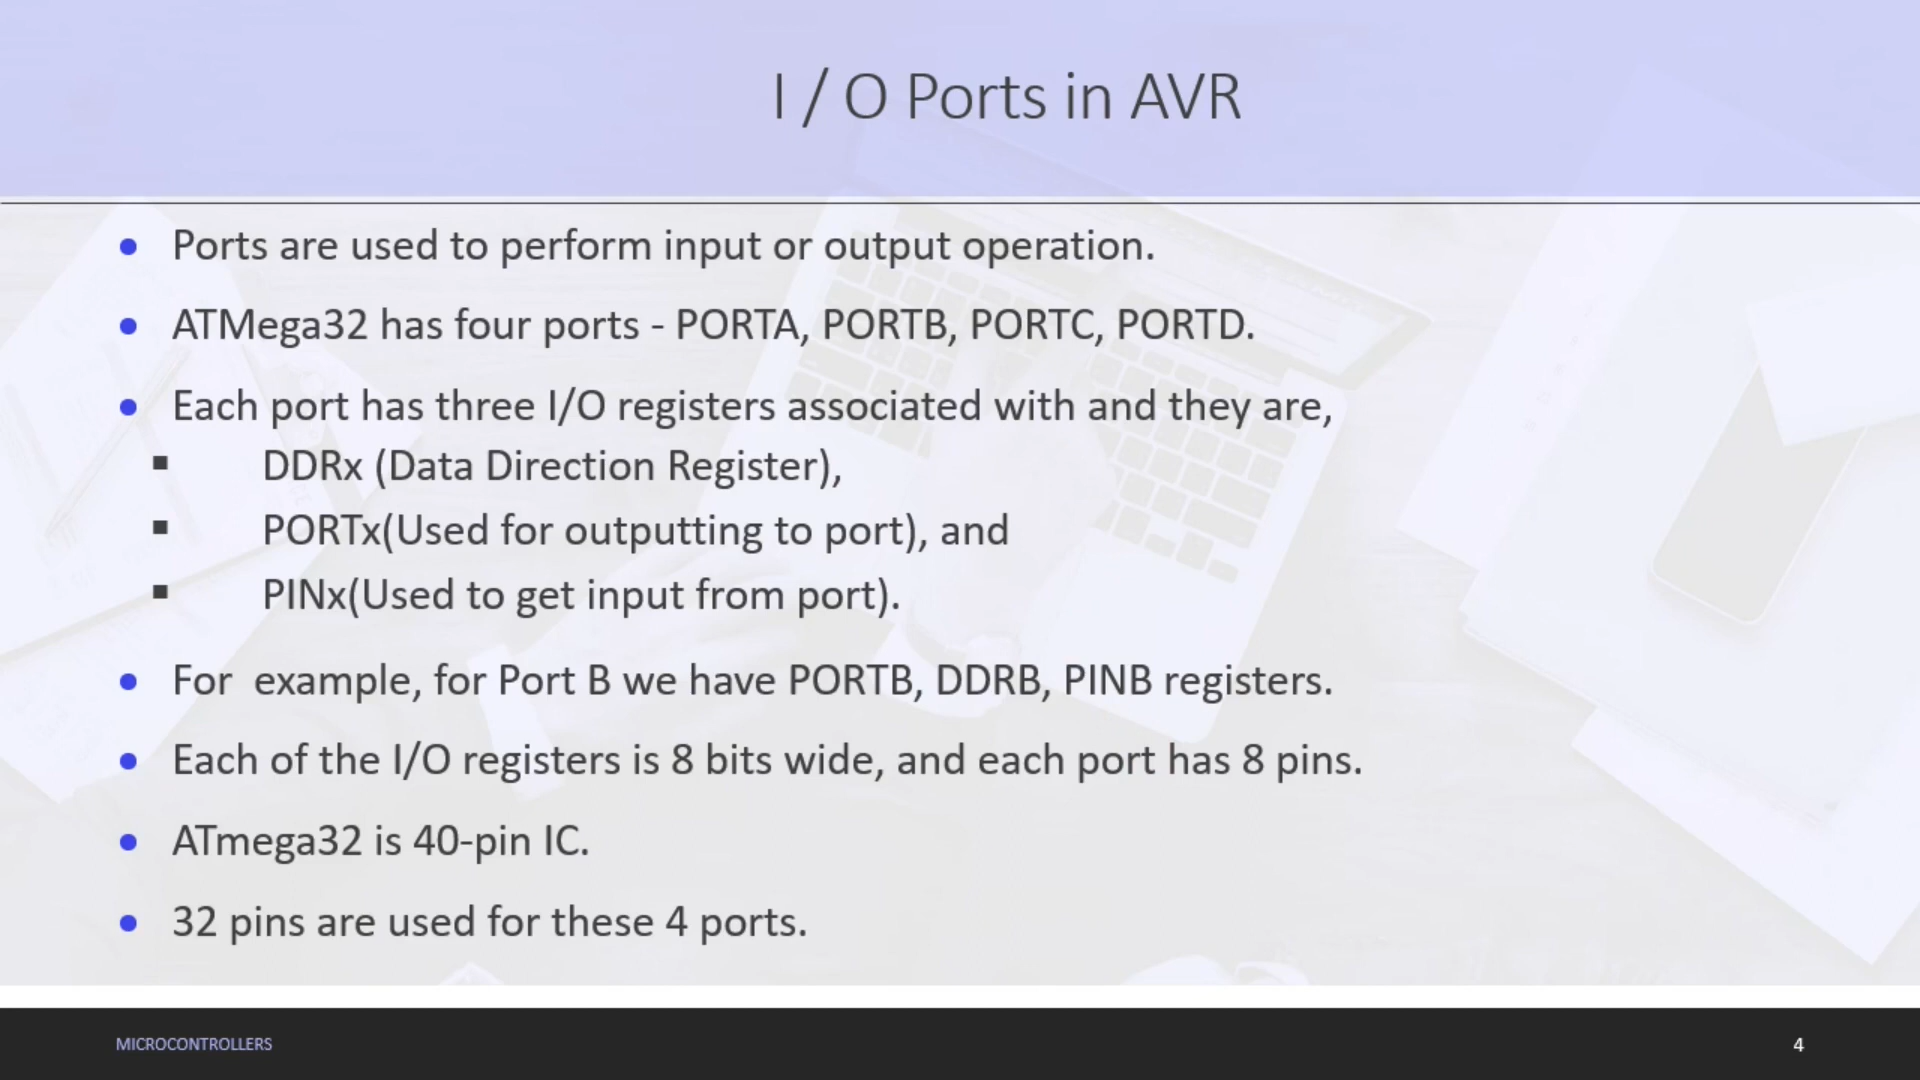 I / O Ports in AVR
• Ports are used to perform input or output operation.
• ATMega32 has four ports - PORTA, PORTB, PORTC, PORTD.
• Each port has three I/O registers associated with and they are,
▪ DDRx (Data Direction Register),
▪ PORTx(Used for outputting to port), and
▪ PINx(Used to get input from port).
• For  example, for Port B we have PORTB, DDRB, PINB registers.
• Each of the I/O registers is 8 bits wide, and each port has 8 pins.
• ATmega32 is 40-pin IC.
• 32 pins are used for these 4 ports.
MICROCONTROLLERS
4